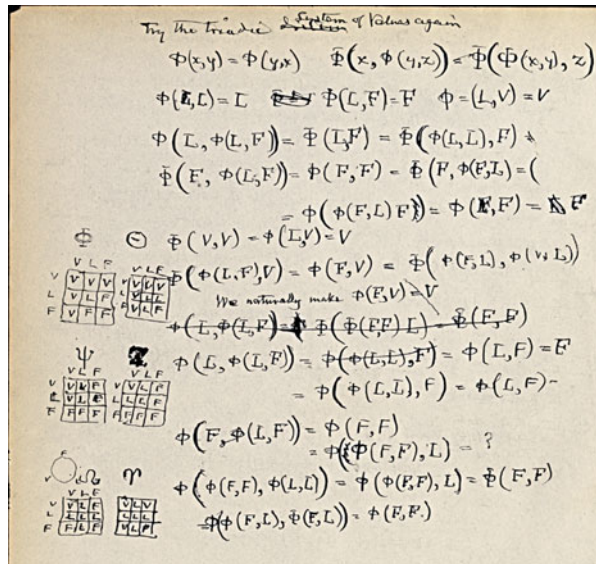 Try the triadic System of Values again
Φ(x,y) = Φ(y,x) Φ(x, Φ(y,z)) = Φ(Φ(x,y), z)
Φ(L,L) = L Φ(L,F) = F Φ = (L,V) = V
Φ(L, Φ(L,F)) = Φ(L,F) = Φ(Φ(L,L), F)
Φ(F, Φ(L,F)) = Φ(F,F) = Φ(F, Φ(F,L) = (
= Φ(Φ(F,L) F)) = Φ(F,F) = F
Φ Θ Φ(V,V) = Φ(L,V) = V
V L F V L F
Φ(Φ(L,F),V) = Φ(F,V) = Φ(Φ(F,L), Φ(V,L))
We naturally make Φ(F,V) = V
V V V V
L V L F
F V F F
Φ(L, Φ(L,F)) = Φ(Φ(F,F) L) = Φ(F,F)
Ψ Z Φ(L, Φ(L,F)) = Φ(Φ(L,L),F) = Φ(L,F) = F
= Φ(Φ(L,L), F) = Φ(L,F) -
V L F V L F
Φ(F, Φ(L,F)) = Φ(F,F)
= Φ(Φ(F,F), L) = ?
Φ(Φ(F,F), Φ(L,L)) = Φ(Φ(F,F), L) = Φ(F,F)
= Φ(Φ(F,L), Φ(F,L)) = Φ(F,F)
V L F
V V L F
L L L L
F F L F